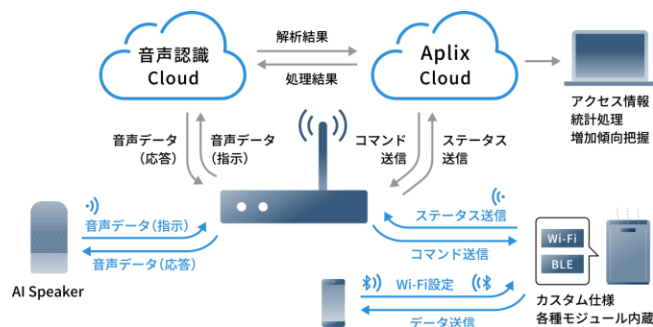 音声認識
Cloud
解析結果
処理結果
Aplix
Cloud
アクセス情報
統計処理
増加傾向把握
音声データ
（応答）
音声データ
（指示）
コマンド
送信
ステータス
送信
音声データ（指示）
音声データ（応答）
AI Speaker
ステータス送信
コマンド送信
Wi-Fi
BLE
カスタム仕様
各種モジュール内蔵
Wi-Fi設定
データ送信